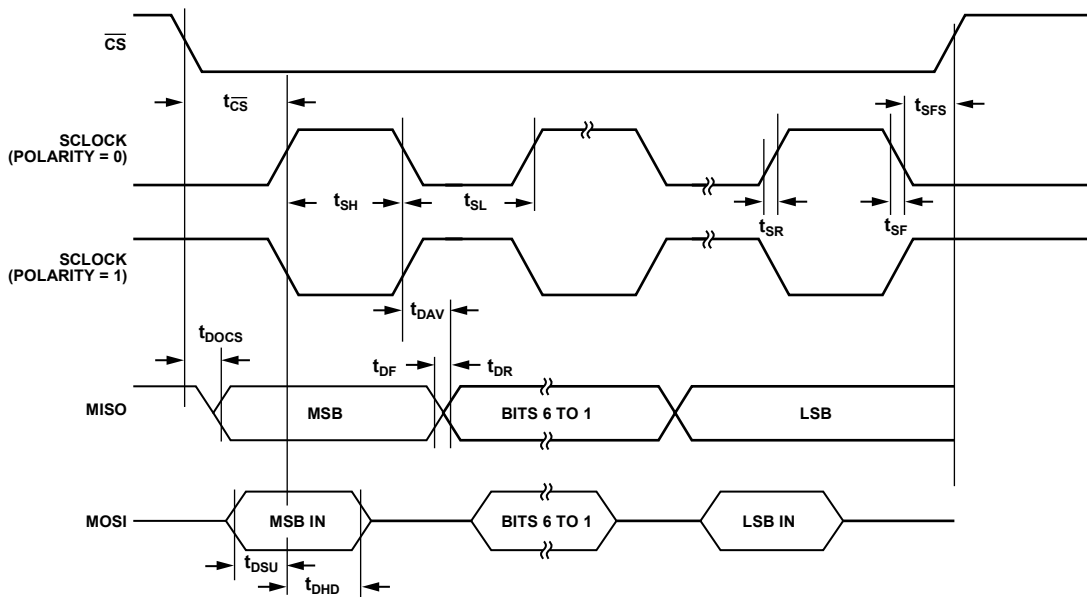 CS
tCS
tSFS
SCLOCK
(POLARITY = 0)
tSH
tSL
tSR
tSF
SCLOCK
(POLARITY = 1)
tDAV
tDOCS
tDF
tDR
MISO
MSB
BITS 6 TO 1
LSB
MOSI
MSB IN
BITS 6 TO 1
LSB IN
tDSU
tDHD